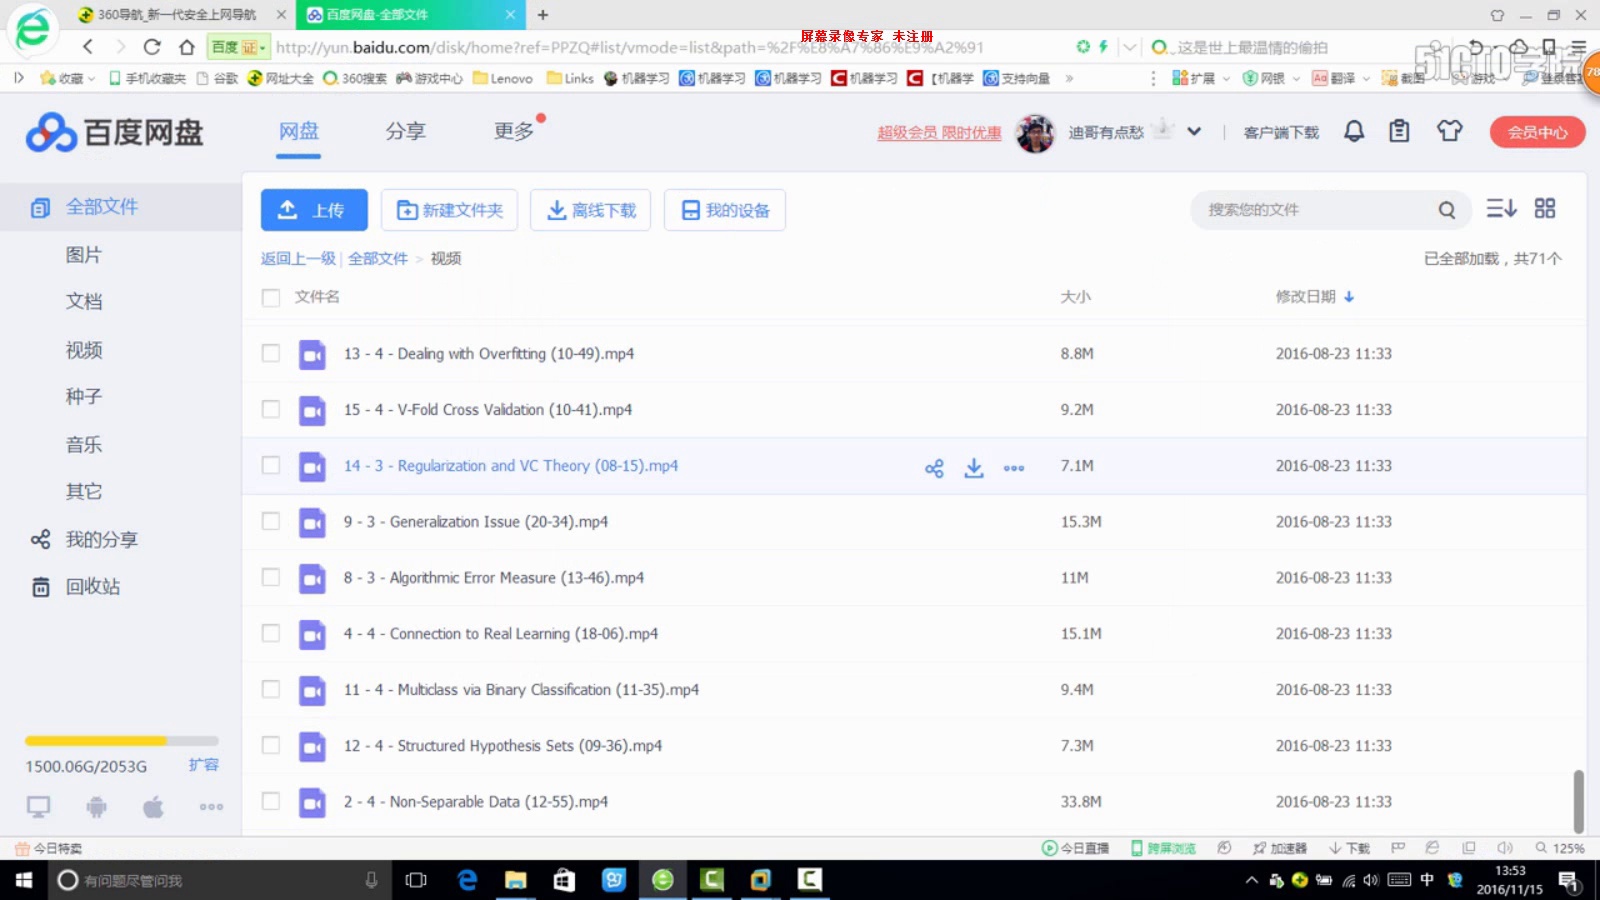 360导航_新一代安全上网导航
百度网盘-全部文件
屏幕录像专家 未注册
百度 证 http://yun.baidu.com/disk/home?ref=PPZQ#list/vmode=list&path=%2F%E8%A7%86%E9%A2%91 这是世上最温情的偷拍
51CTO学院
收藏 手机收藏夹 谷歌 网址大全 360搜索 游戏中心 Lenovo Links 机器学习 机器学习 机器学习 机器学习 【机器学 支持向量 » 扩展 网银 翻译 截图 游戏 登录管
78
百度网盘 网盘 分享 更多 超级会员 限时优惠 迪哥有点愁 客户端下载 会员中心
全部文件
图片
文档
视频
种子
音乐
其它
我的分享
回收站
1500.06G/2053G 扩容
上传 新建文件夹 离线下载 我的设备 搜索您的文件
返回上一级 | 全部文件 > 视频 已全部加载，共71个
文件名 大小 修改日期
13 - 4 - Dealing with Overfitting (10-49).mp4 8.8M 2016-08-23 11:33
15 - 4 - V-Fold Cross Validation (10-41).mp4 9.2M 2016-08-23 11:33
14 - 3 - Regularization and VC Theory (08-15).mp4 7.1M 2016-08-23 11:33
9 - 3 - Generalization Issue (20-34).mp4 15.3M 2016-08-23 11:33
8 - 3 - Algorithmic Error Measure (13-46).mp4 11M 2016-08-23 11:33
4 - 4 - Connection to Real Learning (18-06).mp4 15.1M 2016-08-23 11:33
11 - 4 - Multiclass via Binary Classification (11-35).mp4 9.4M 2016-08-23 11:33
12 - 4 - Structured Hypothesis Sets (09-36).mp4 7.3M 2016-08-23 11:33
2 - 4 - Non-Separable Data (12-55).mp4 33.8M 2016-08-23 11:33
今日特卖 今日直播 跨屏浏览 加速器 下载 125%
有问题尽管问我 中 13:53
2016/11/15
1